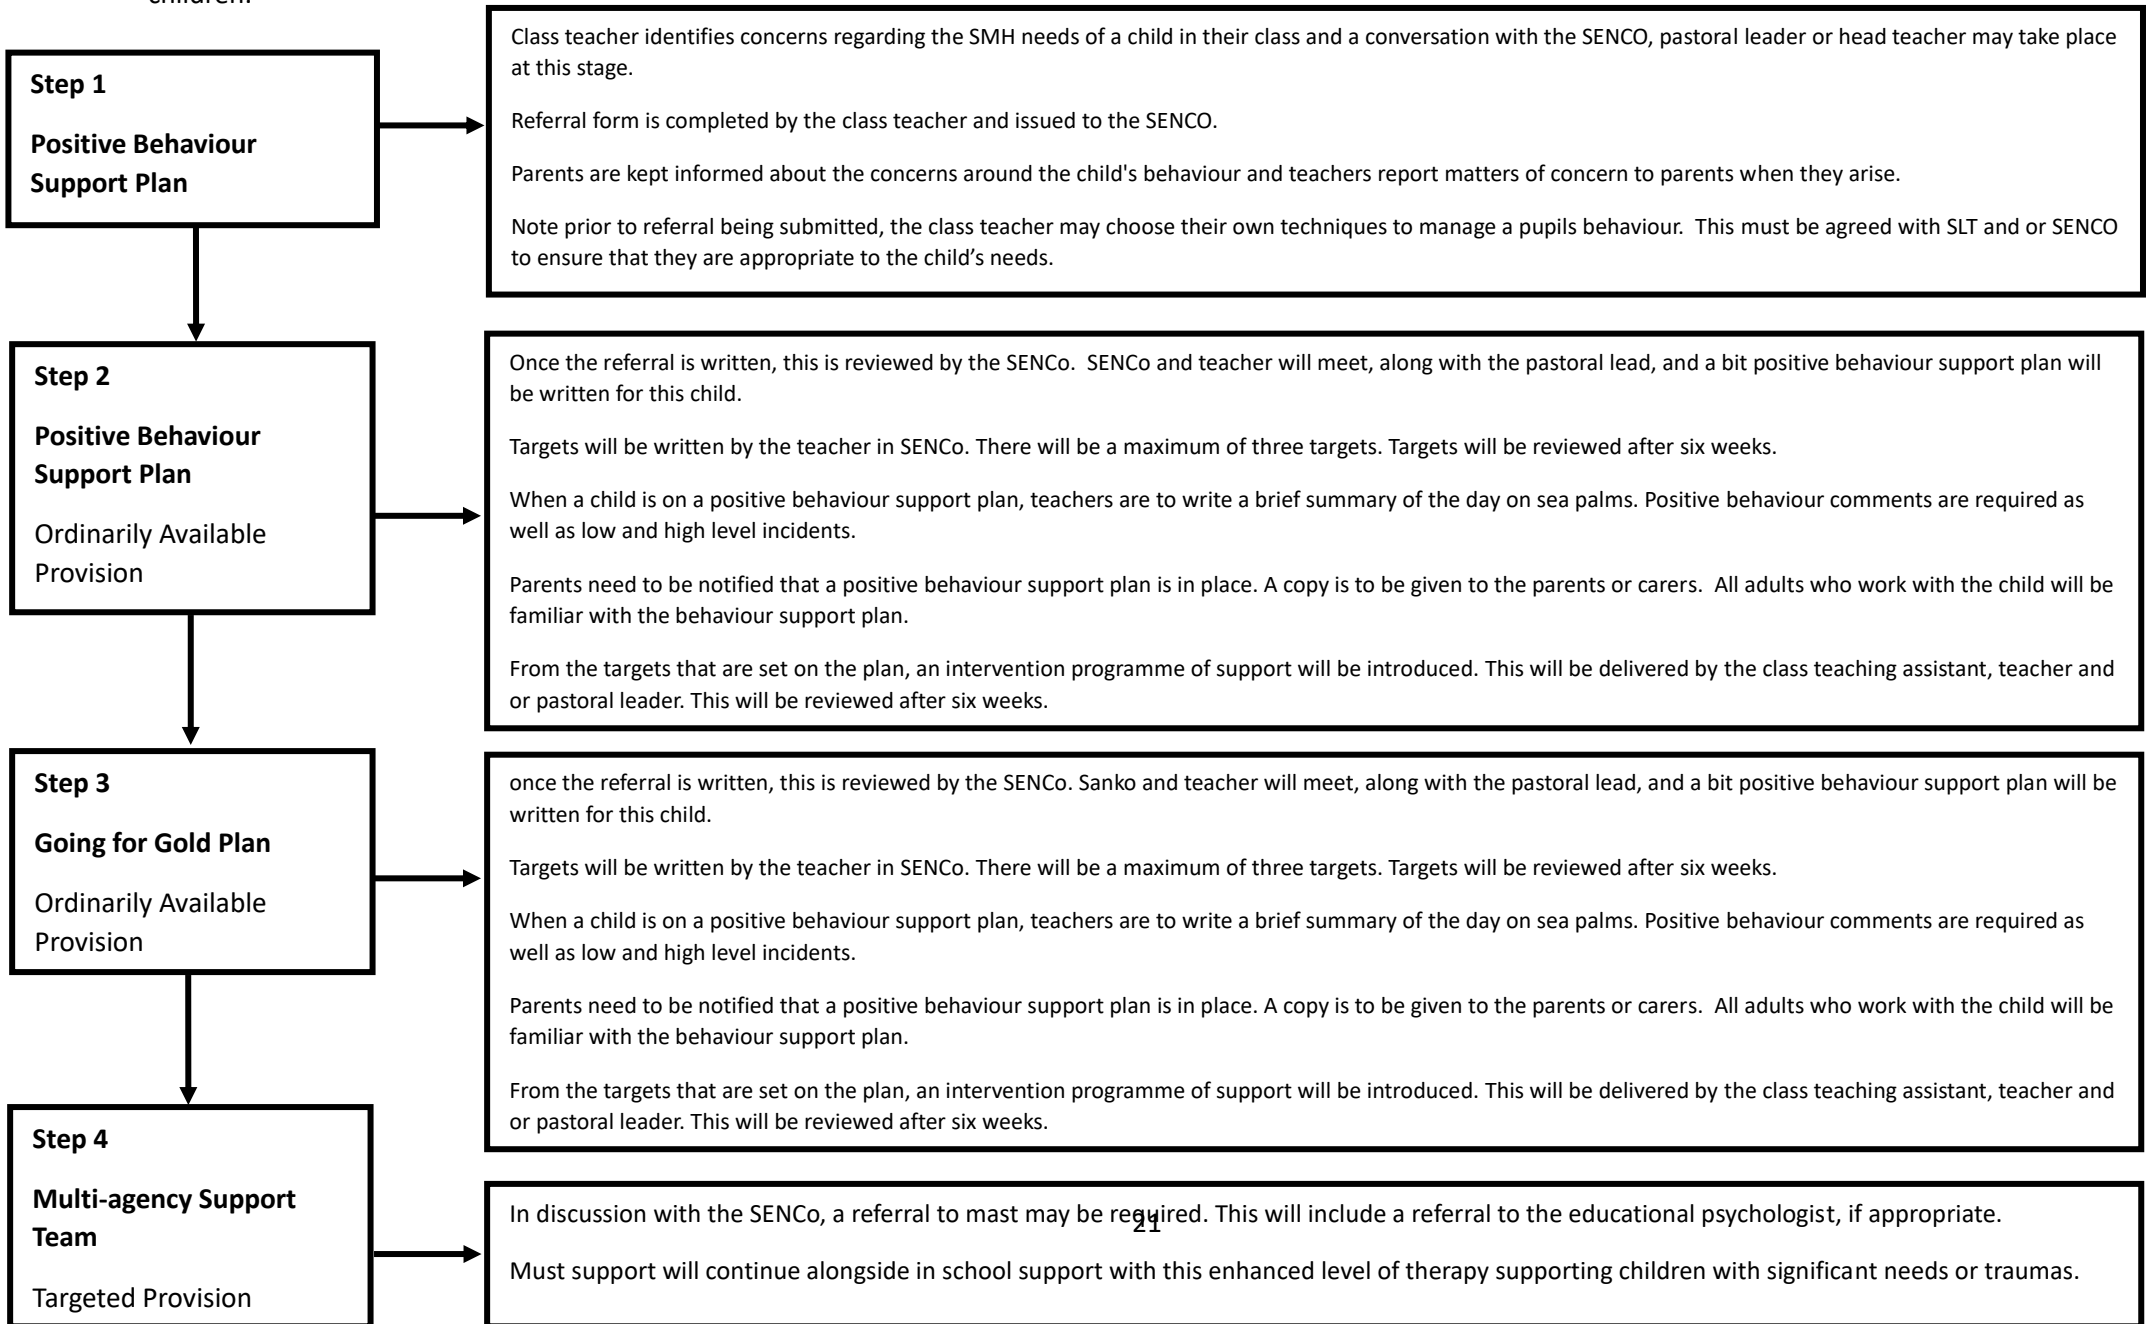 children.
Step 1
Positive Behaviour
Support Plan
Class teacher identifies concerns regarding the SMH needs of a child in their class and a conversation with the SENCO, pastoral leader or head teacher may take place
at this stage.
Referral form is completed by the class teacher and issued to the SENCO.
Parents are kept informed about the concerns around the child's behaviour and teachers report matters of concern to parents when they arise.
Note prior to referral being submitted, the class teacher may choose their own techniques to manage a pupils behaviour.  This must be agreed with SLT and or SENCO
to ensure that they are appropriate to the child’s needs.
Step 2
Positive Behaviour
Support Plan
Ordinarily Available
Provision
Once the referral is written, this is reviewed by the SENCo.  SENCo and teacher will meet, along with the pastoral lead, and a bit positive behaviour support plan will
be written for this child.
Targets will be written by the teacher in SENCo. There will be a maximum of three targets. Targets will be reviewed after six weeks.
When a child is on a positive behaviour support plan, teachers are to write a brief summary of the day on sea palms. Positive behaviour comments are required as
well as low and high level incidents.
Parents need to be notified that a positive behaviour support plan is in place. A copy is to be given to the parents or carers.  All adults who work with the child will be
familiar with the behaviour support plan.
From the targets that are set on the plan, an intervention programme of support will be introduced. This will be delivered by the class teaching assistant, teacher and
or pastoral leader. This will be reviewed after six weeks.
Step 3
Going for Gold Plan
Ordinarily Available
Provision
once the referral is written, this is reviewed by the SENCo. Sanko and teacher will meet, along with the pastoral lead, and a bit positive behaviour support plan will be
written for this child.
Targets will be written by the teacher in SENCo. There will be a maximum of three targets. Targets will be reviewed after six weeks.
When a child is on a positive behaviour support plan, teachers are to write a brief summary of the day on sea palms. Positive behaviour comments are required as
well as low and high level incidents.
Parents need to be notified that a positive behaviour support plan is in place. A copy is to be given to the parents or carers.  All adults who work with the child will be
familiar with the behaviour support plan.
From the targets that are set on the plan, an intervention programme of support will be introduced. This will be delivered by the class teaching assistant, teacher and
or pastoral leader. This will be reviewed after six weeks.
Step 4
Multi-agency Support
Team
Targeted Provision
In discussion with the SENCo, a referral to mast may be required. This will include a referral to the educational psychologist, if appropriate.
21
Must support will continue alongside in school support with this enhanced level of therapy supporting children with significant needs or traumas.